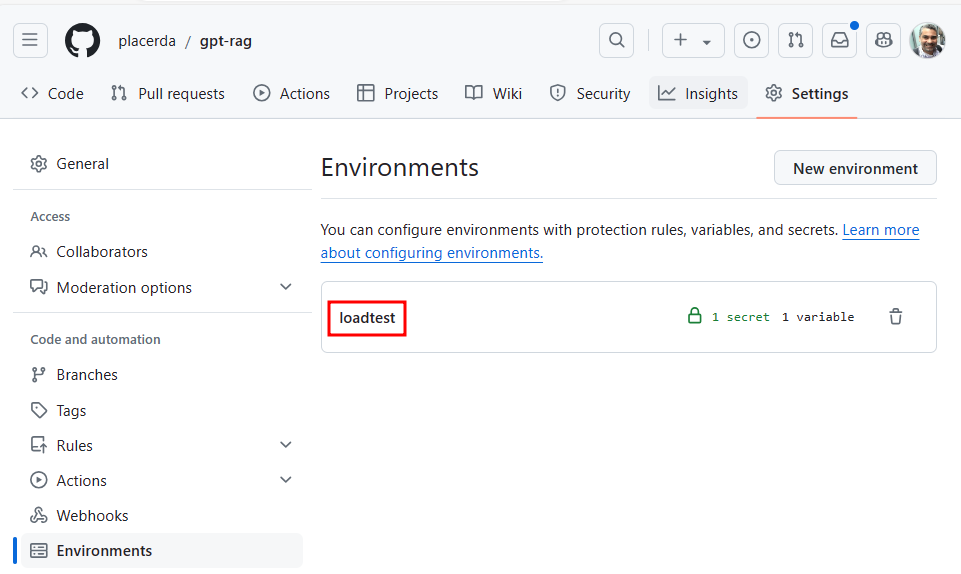 placerda / gpt-rag
Code Pull requests Actions Projects Wiki Security Insights Settings
General
Access
Collaborators
Moderation options
Code and automation
Branches
Tags
Rules
Actions
Webhooks
Environments
Environments
New environment
You can configure environments with protection rules, variables, and secrets. Learn more
about configuring environments.
loadtest 1 secret 1 variable